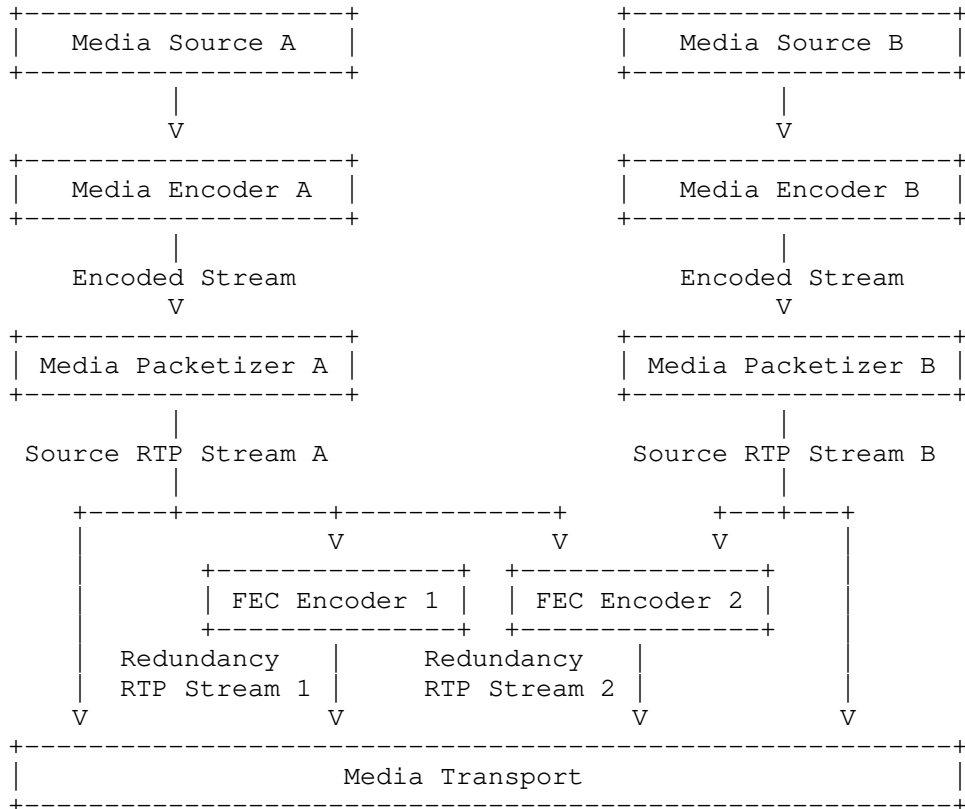 Media Source A Media Source B
V V
Media Encoder A Media Encoder B
Encoded Stream Encoded Stream
V V
Media Packetizer A Media Packetizer B
Source RTP Stream A Source RTP Stream B
V V V
FEC Encoder 1 FEC Encoder 2
Redundancy Redundancy
RTP Stream 1 RTP Stream 2
V V V V
Media Transport